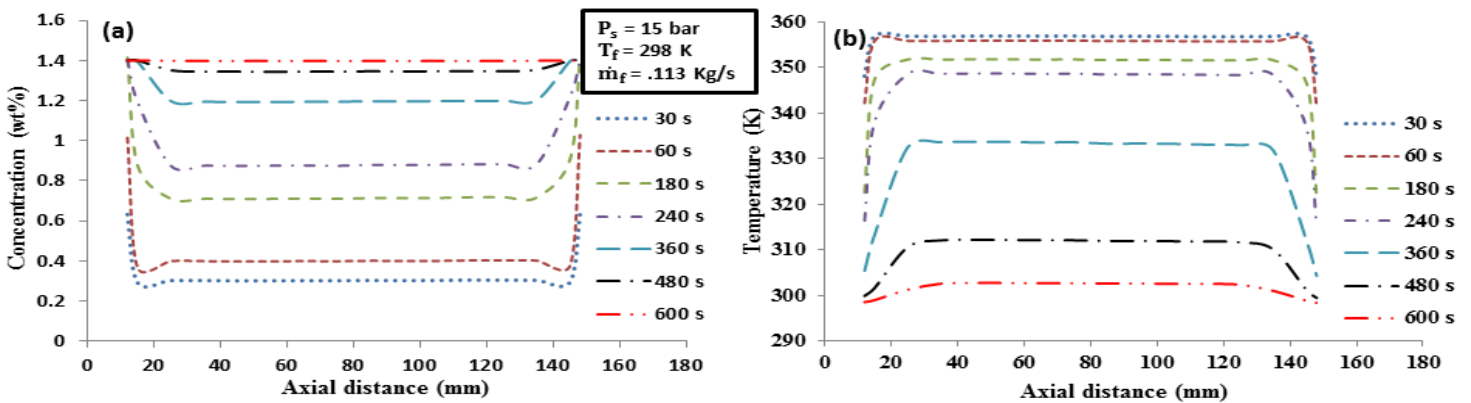 (a)
Concentration (wt%)
1.6
1.4
1.2
1
0.8
0.6
0.4
0.2
0
0 20 40 60 80 100 120 140 160 180
Axial distance (mm)
P_s = 15 bar
T_f = 298 K
ṁ_f = .113 Kg/s
30 s
60 s
180 s
240 s
360 s
480 s
600 s
(b)
Temperature (K)
360
350
340
330
320
310
300
290
0 20 40 60 80 100 120 140 160 180
Axial distance (mm)
30 s
60 s
180 s
240 s
360 s
480 s
600 s